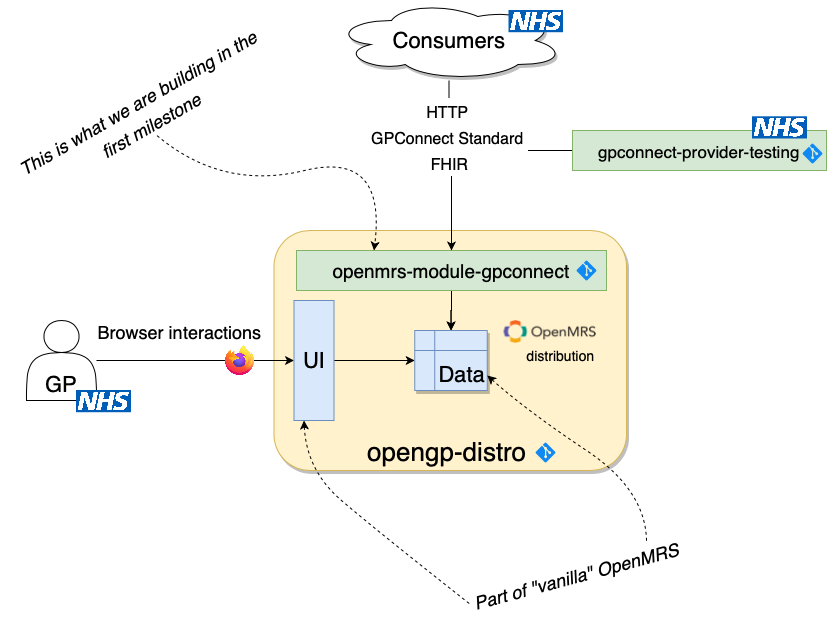 NHS
Consumers
This is what we are building in the
first milestone
HTTP
GPConnect Standard
FHIR
NHS
gpconnect-provider-testing
openmrs-module-gpconnect
Browser interactions
GP
NHS
UI
Data
OpenMRS
distribution
opengp-distro
Part of "vanilla" OpenMRS